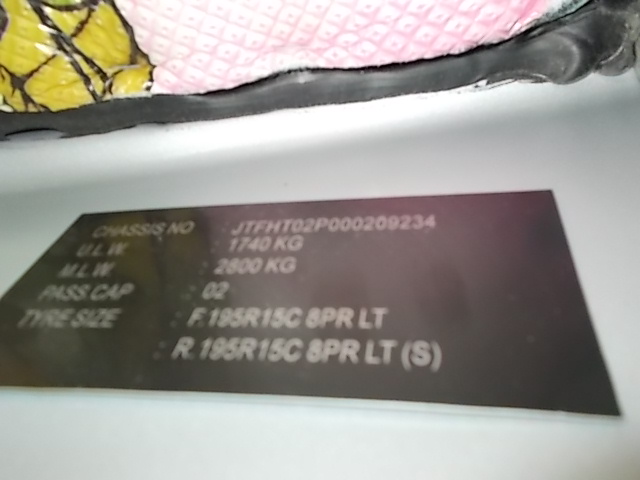 CHASSIS NO : JTFHT02P000209234
U.L.W. : 1740 KG
M.L.W. : 2800 KG
PASS.CAP : 02
TYRE SIZE : F.195R15C 8PR LT
: R.195R15C 8PR LT (S)